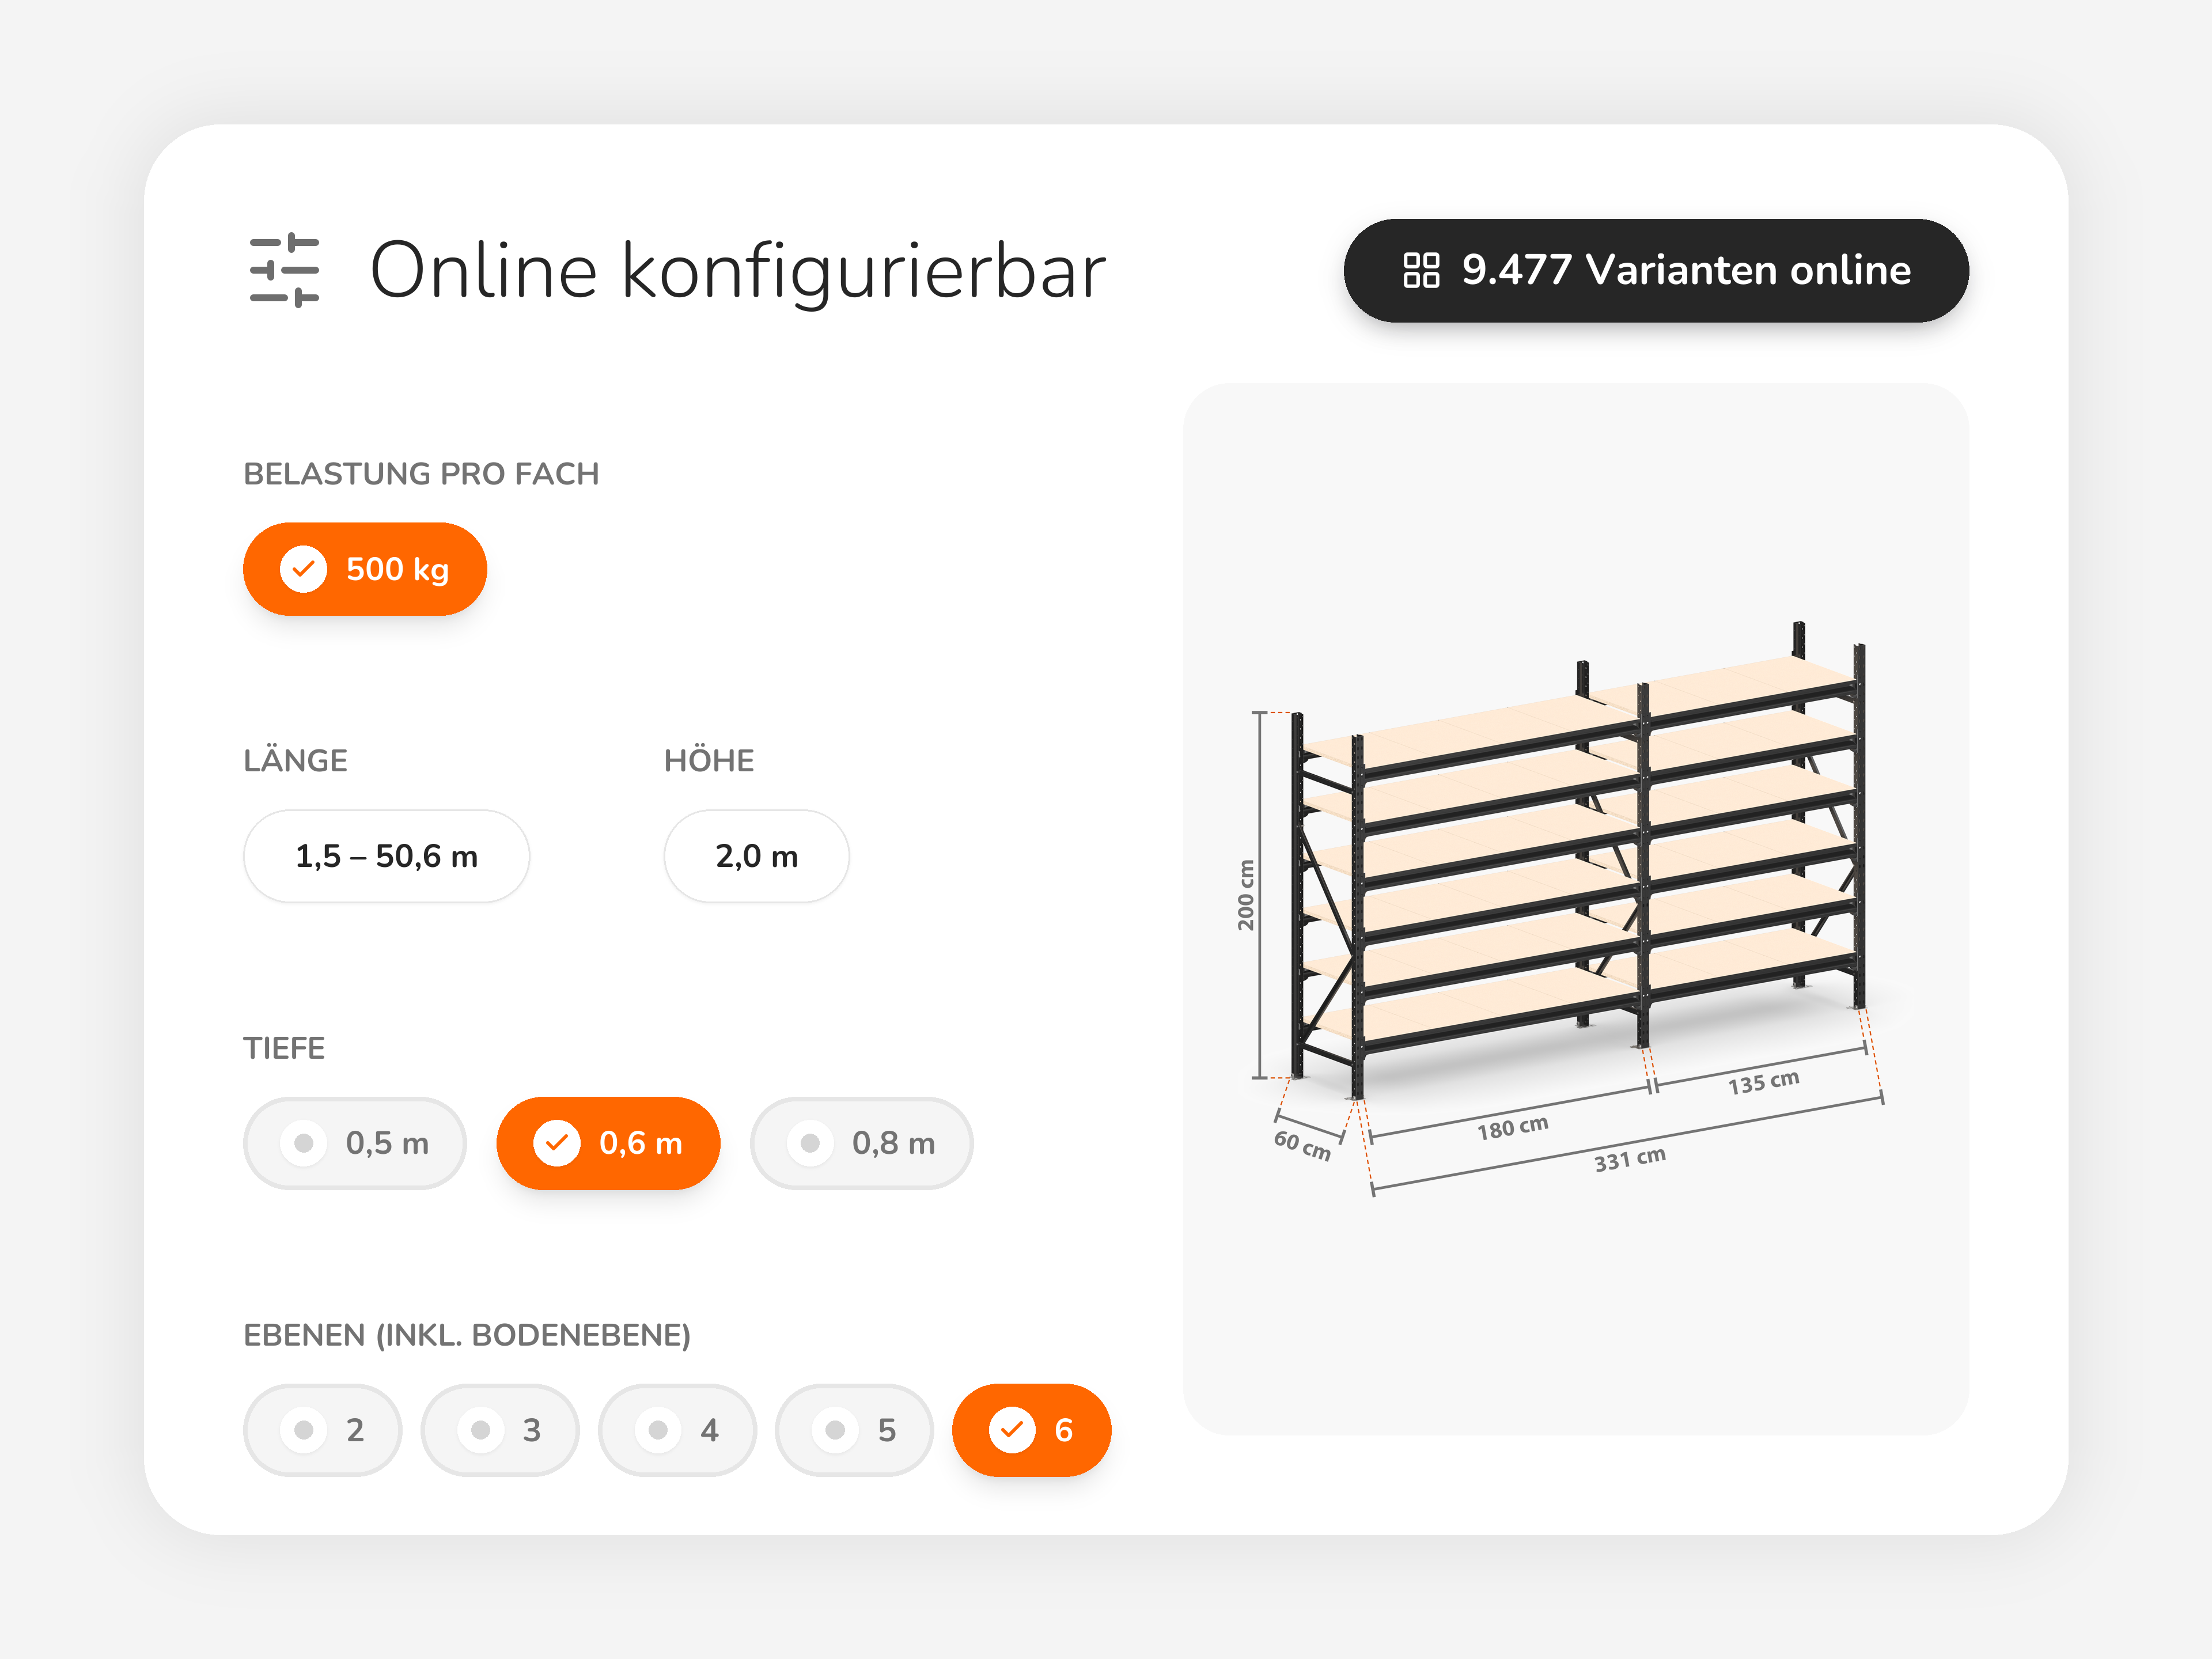 Online konfigurierbar
9.477 Varianten online
BELASTUNG PRO FACH
500 kg
LÄNGE
HÖHE
1,5 – 50,6 m
2,0 m
TIEFE
0,5 m
0,6 m
0,8 m
EBENEN (INKL. BODENEBENE)
2
3
4
5
6
200 cm
60 cm
180 cm
135 cm
331 cm